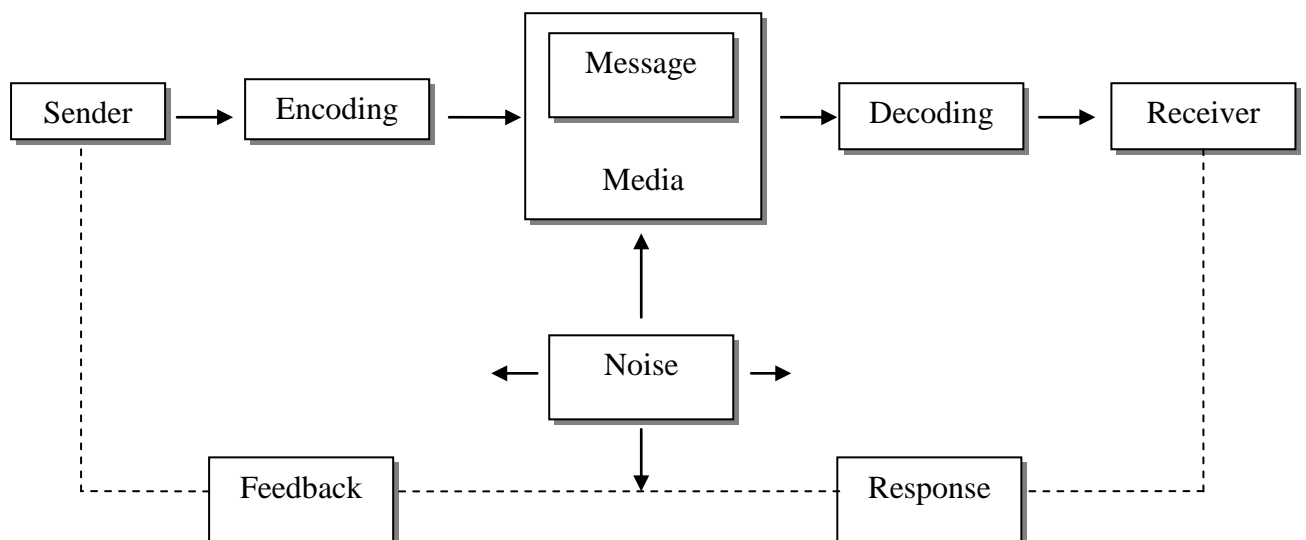 Message
Sender
Encoding
Decoding
Receiver
Media
Noise
Feedback
Response